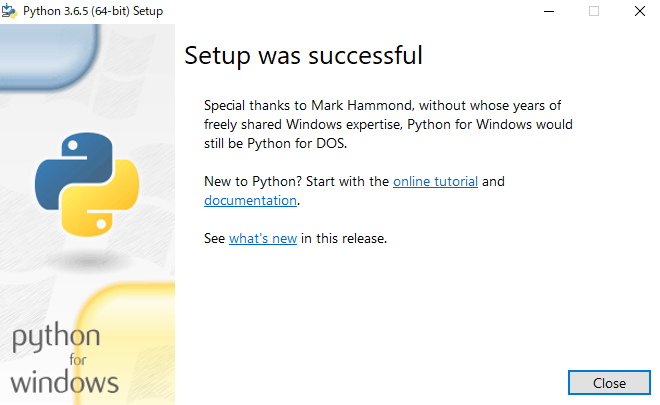 Python 3.6.5 (64-bit) Setup
Setup was successful
Special thanks to Mark Hammond, without whose years of
freely shared Windows expertise, Python for Windows would
still be Python for DOS.
New to Python? Start with the online tutorial and
documentation.
See what's new in this release.
python
for
windows
Close